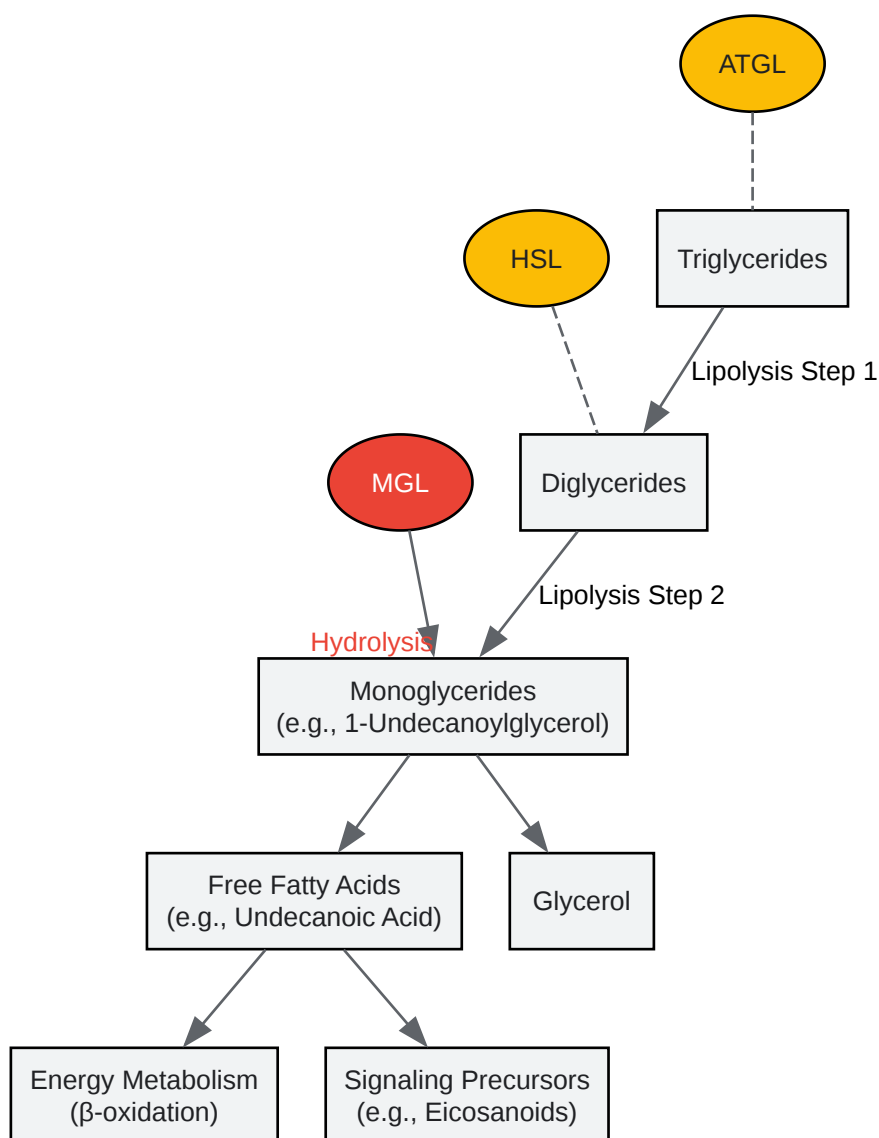 ATGL
HSL
Triglycerides
Lipolysis Step 1
MGL
Diglycerides
Lipolysis Step 2
Hydrolysis
Monoglycerides
(e.g., 1-Undecanoylglycerol)
Free Fatty Acids
(e.g., Undecanoic Acid)
Glycerol
Energy Metabolism
(β-oxidation)
Signaling Precursors
(e.g., Eicosanoids)